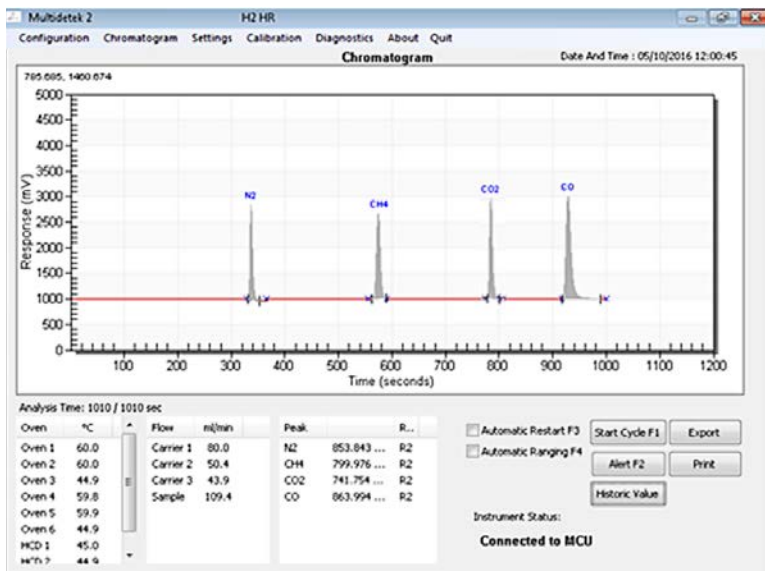 Multidetek 2 H2 HR
Configuration Chromatogram Settings Calibration Diagnostics About Quit
Chromatogram Date And Time : 05/10/2016 12:00:45
785.685, 1460.674
5000
4500
4000
3500
3000
2500
2000
1500
1000
500
0
Response (mV)
N2 CH4 CO2 CO
100 200 300 400 500 600 700 800 900 1000 1100 1200
Time (seconds)
Analysis Time: 1010 / 1010 sec
Oven °C Flow ml/min Peak R...
Oven 1 60.0 Carrier 1 80.0 N2 853.843 ... R2
Oven 2 60.0 Carrier 2 50.4 CH4 799.976 ... R2
Oven 3 44.9 Carrier 3 43.9 CO2 741.754 ... R2
Oven 4 59.8 Sample 109.4 CO 863.994 ... R2
Oven 5 59.9
Oven 6 44.9
MCD 1 45.0
MCD 2 44.9
Automatic Restart F3 Start Cycle F1 Export
Automatic Ranging F4 Alert F2 Print
Historic Value
Instrument Status:
Connected to MCU